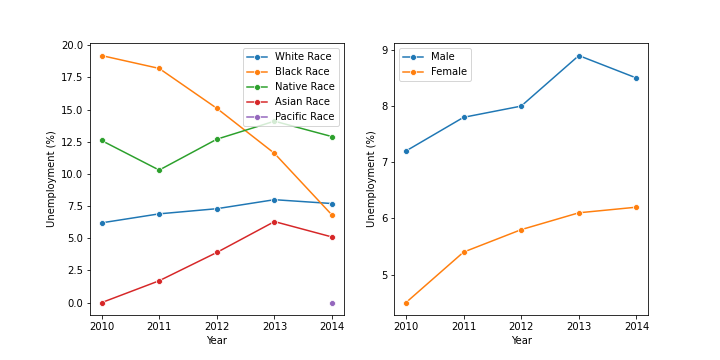 20.0
17.5
15.0
12.5
10.0
7.5
5.0
2.5
0.0
Unemployment (%)
White Race
Black Race
Native Race
Asian Race
Pacific Race
2010 2011 2012 2013 2014
Year
9
8
7
6
5
Unemployment (%)
Male
Female
2010 2011 2012 2013 2014
Year